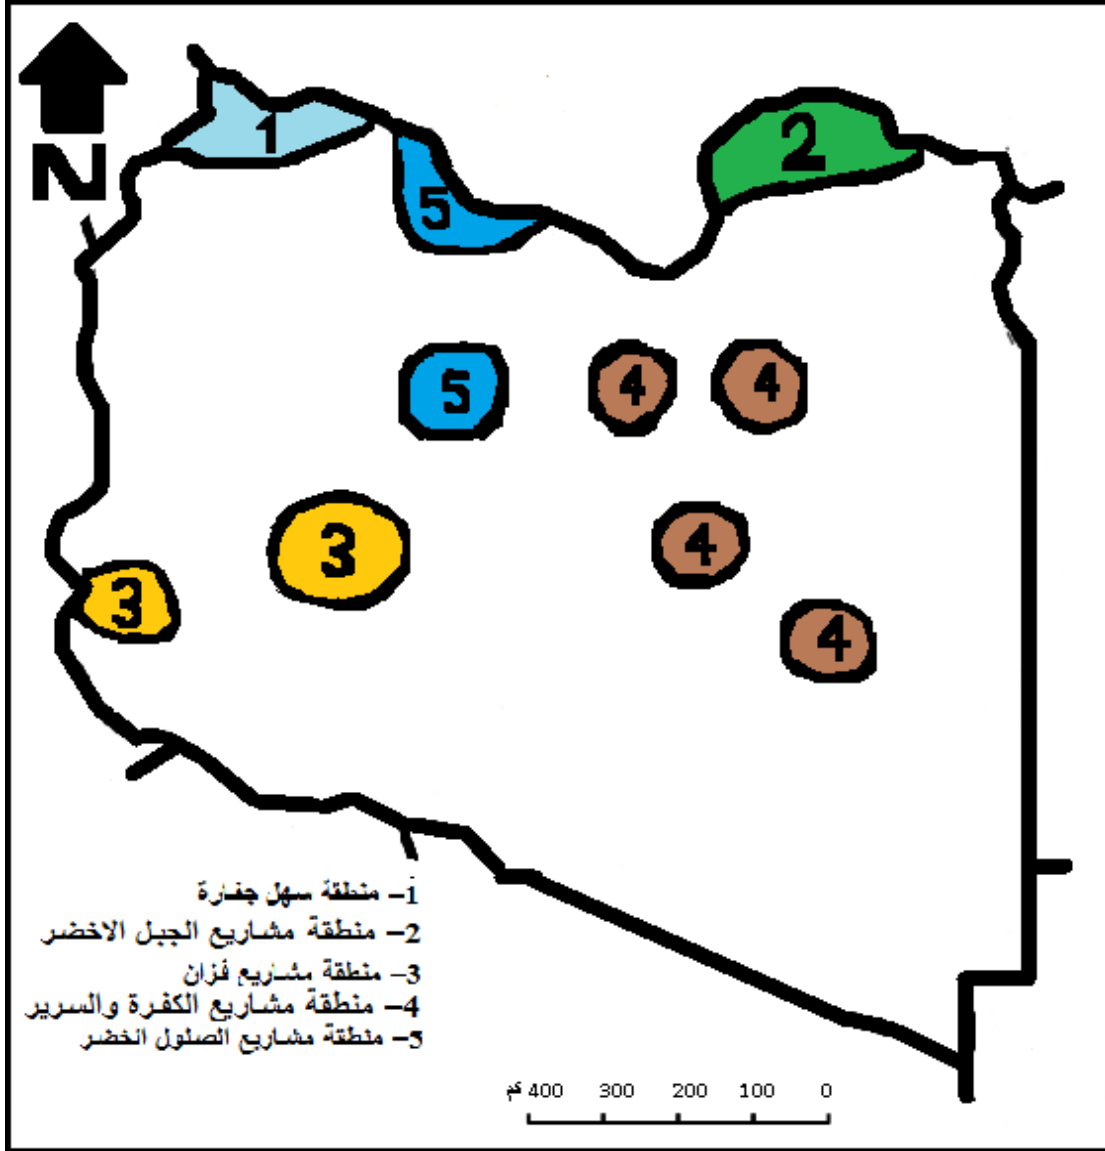 N
1
2
5
5
4
4
3
4
3
4
1– منطقة سهل جفارة
2– منطقة مشاريع الجبل الاخضر
3– منطقة مشاريع فزان
4– منطقة مشاريع الكفرة والسرير
5– منطقة مشاريع الصلول الخضر
0 100 200 300 400 كم